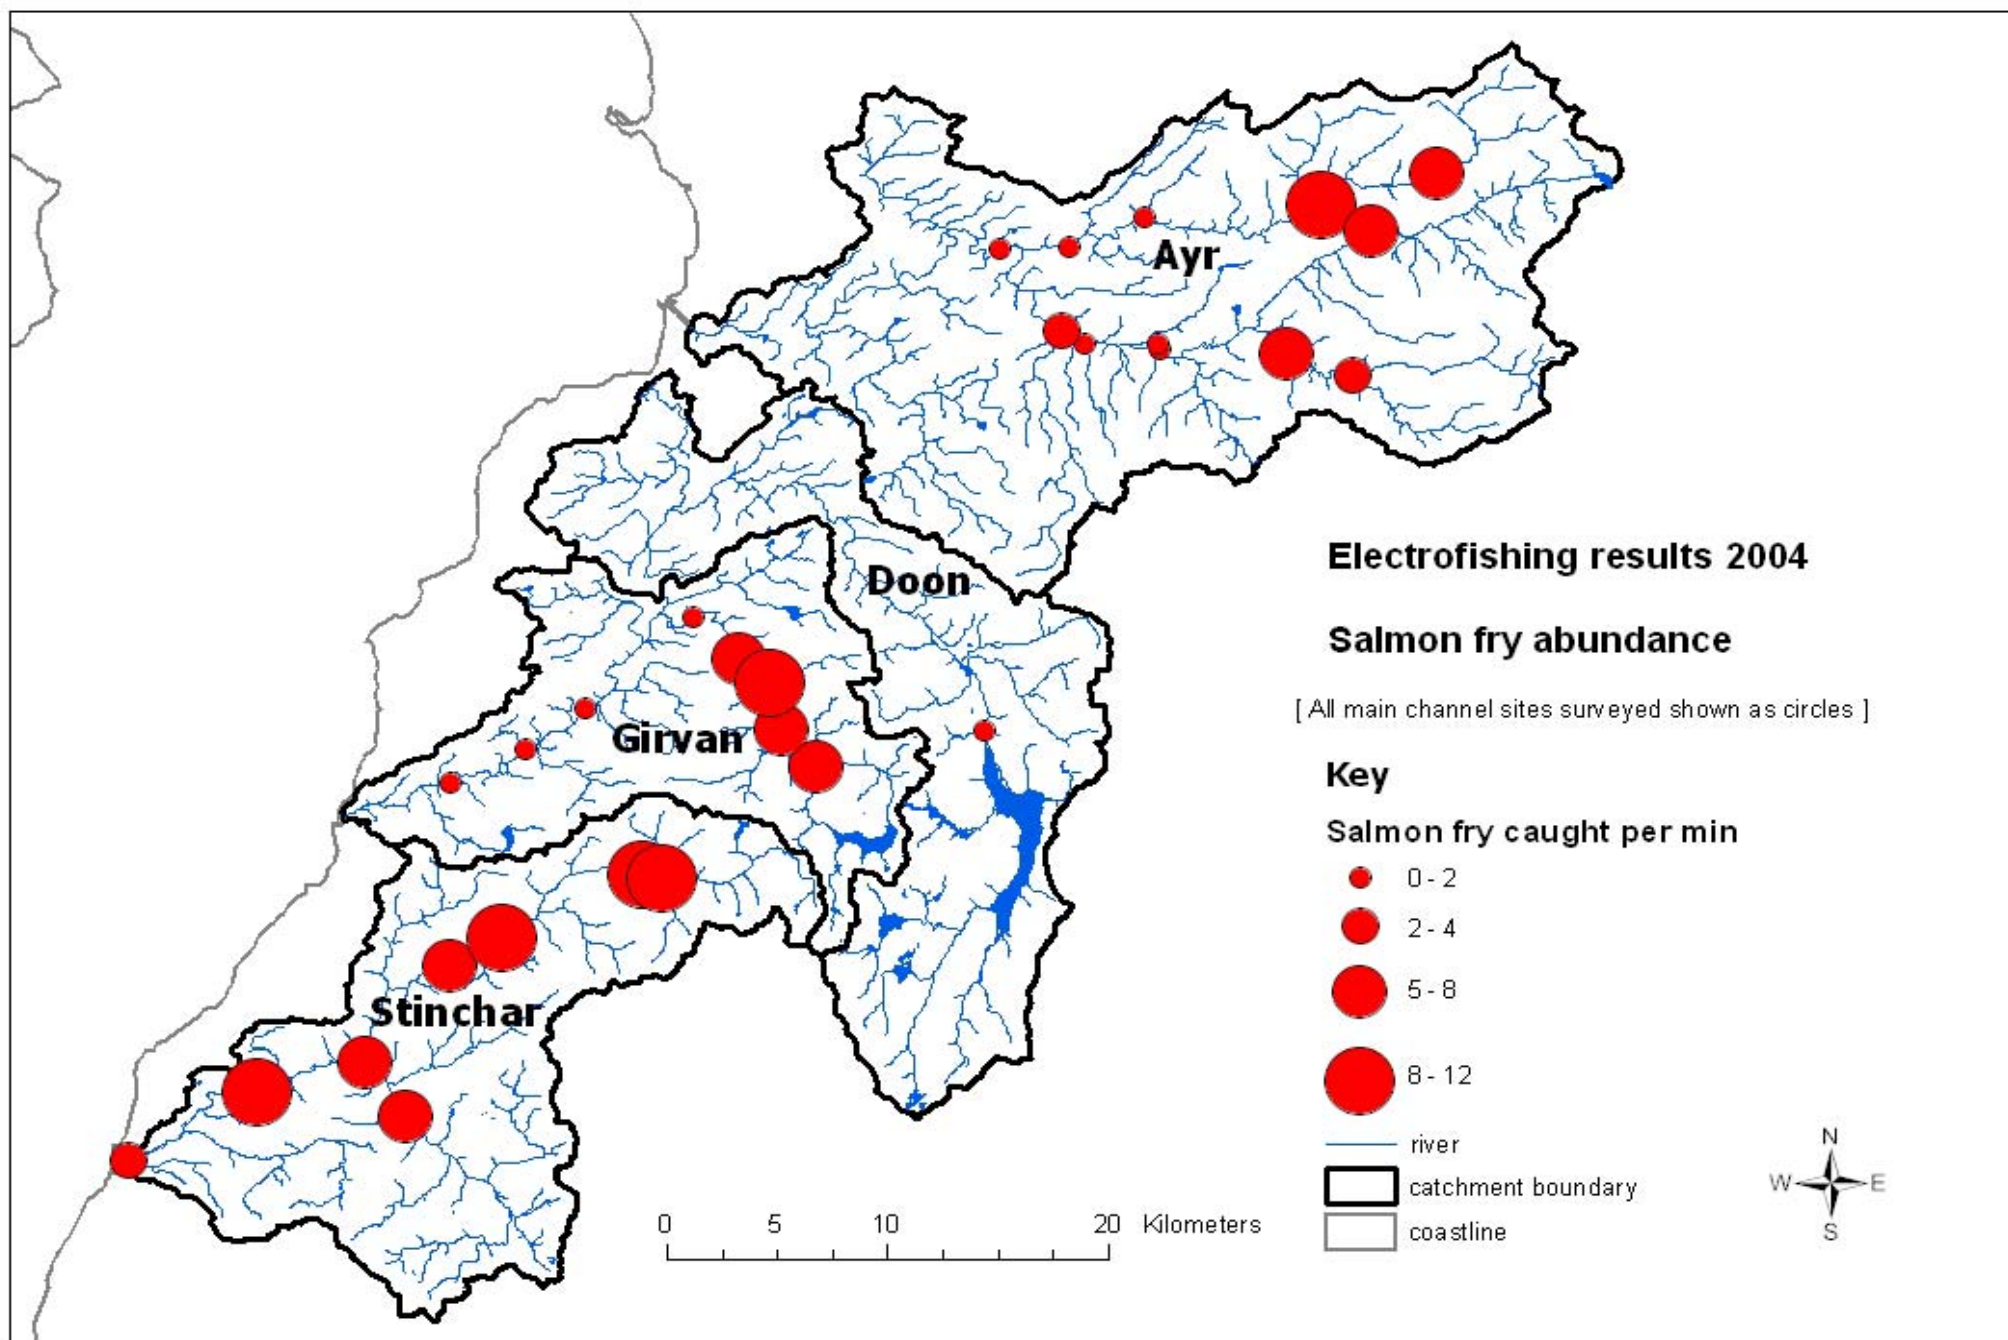 Ayr
Electrofishing results 2004
Doon
Salmon fry abundance
[ All main channel sites surveyed shown as circles ]
Girvan
Key
Salmon fry caught per min
0 - 2
2 - 4
5 - 8
Stinchar
8 - 12
river
catchment boundary
coastline
0 5 10 20 Kilometers
N
W E
S